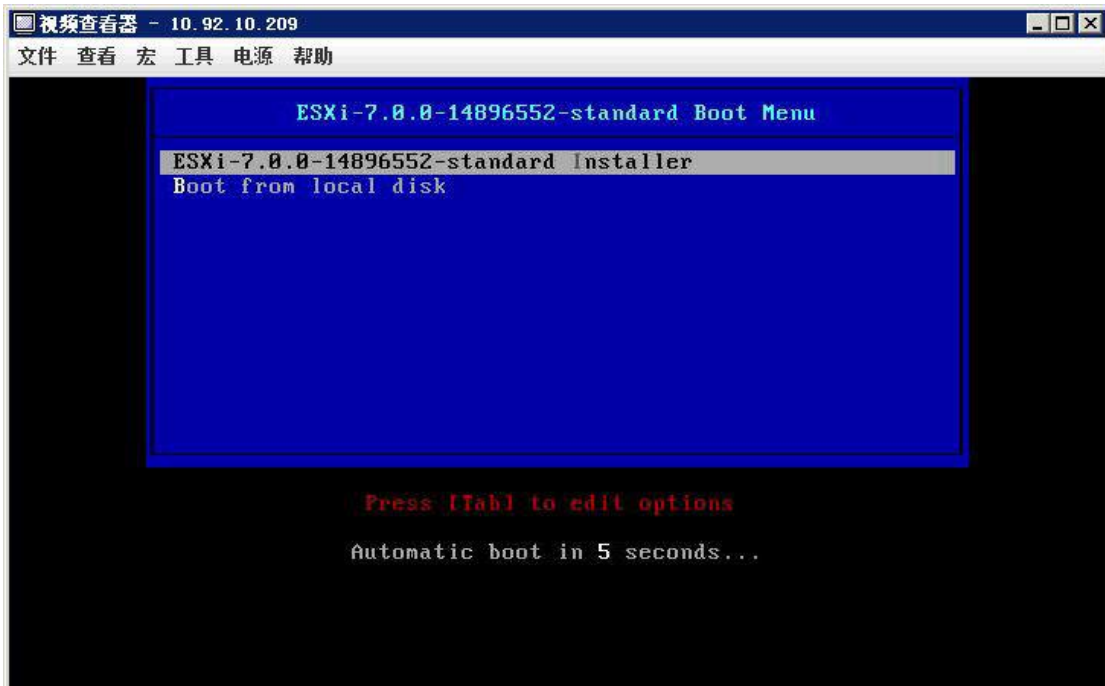 视频查看器 - 10.92.10.209
文件 查看 宏 工具 电源 帮助
ESXi-7.0.0-14896552-standard Boot Menu
ESXi-7.0.0-14896552-standard Installer
Boot from local disk
Press [Tab] to edit options
Automatic boot in 5 seconds...